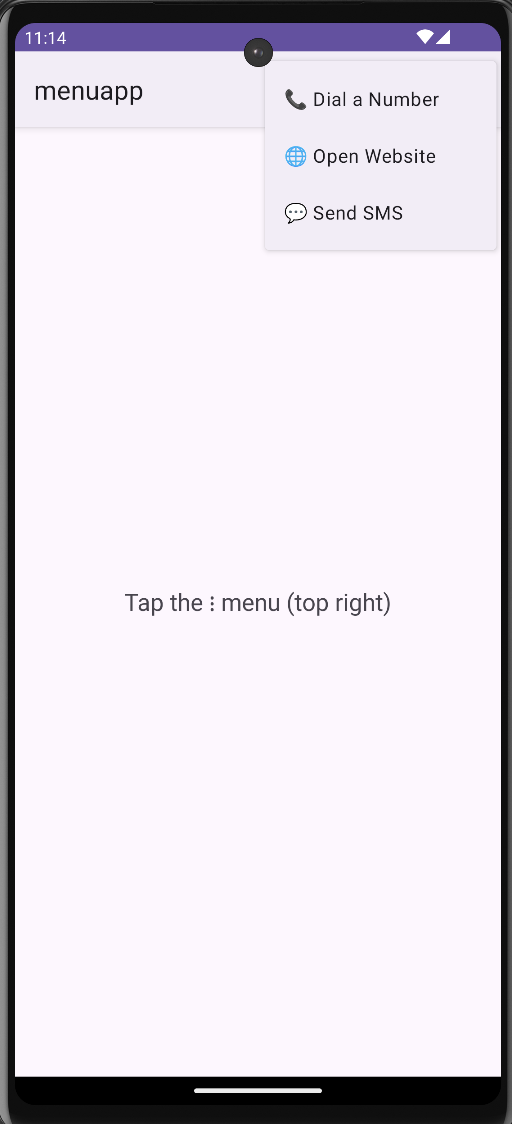 11:14
menuapp
📞 Dial a Number
🌐 Open Website
💬 Send SMS
Tap the ⋮ menu (top right)